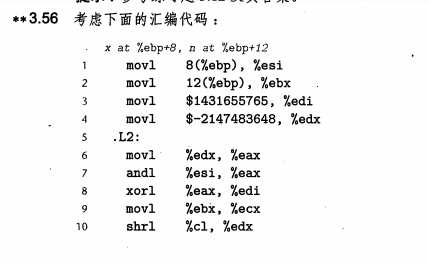 **3.56 考虑下面的汇编代码：
x at %ebp+8, n at %ebp+12
1 movl 8(%ebp), %esi
2 movl 12(%ebp), %ebx
3 movl $1431655765, %edi
4 movl $-2147483648, %edx
5 .L2:
6 movl %edx, %eax
7 andl %esi, %eax
8 xorl %eax, %edi
9 movl %ebx, %ecx
10 shrl %cl, %edx